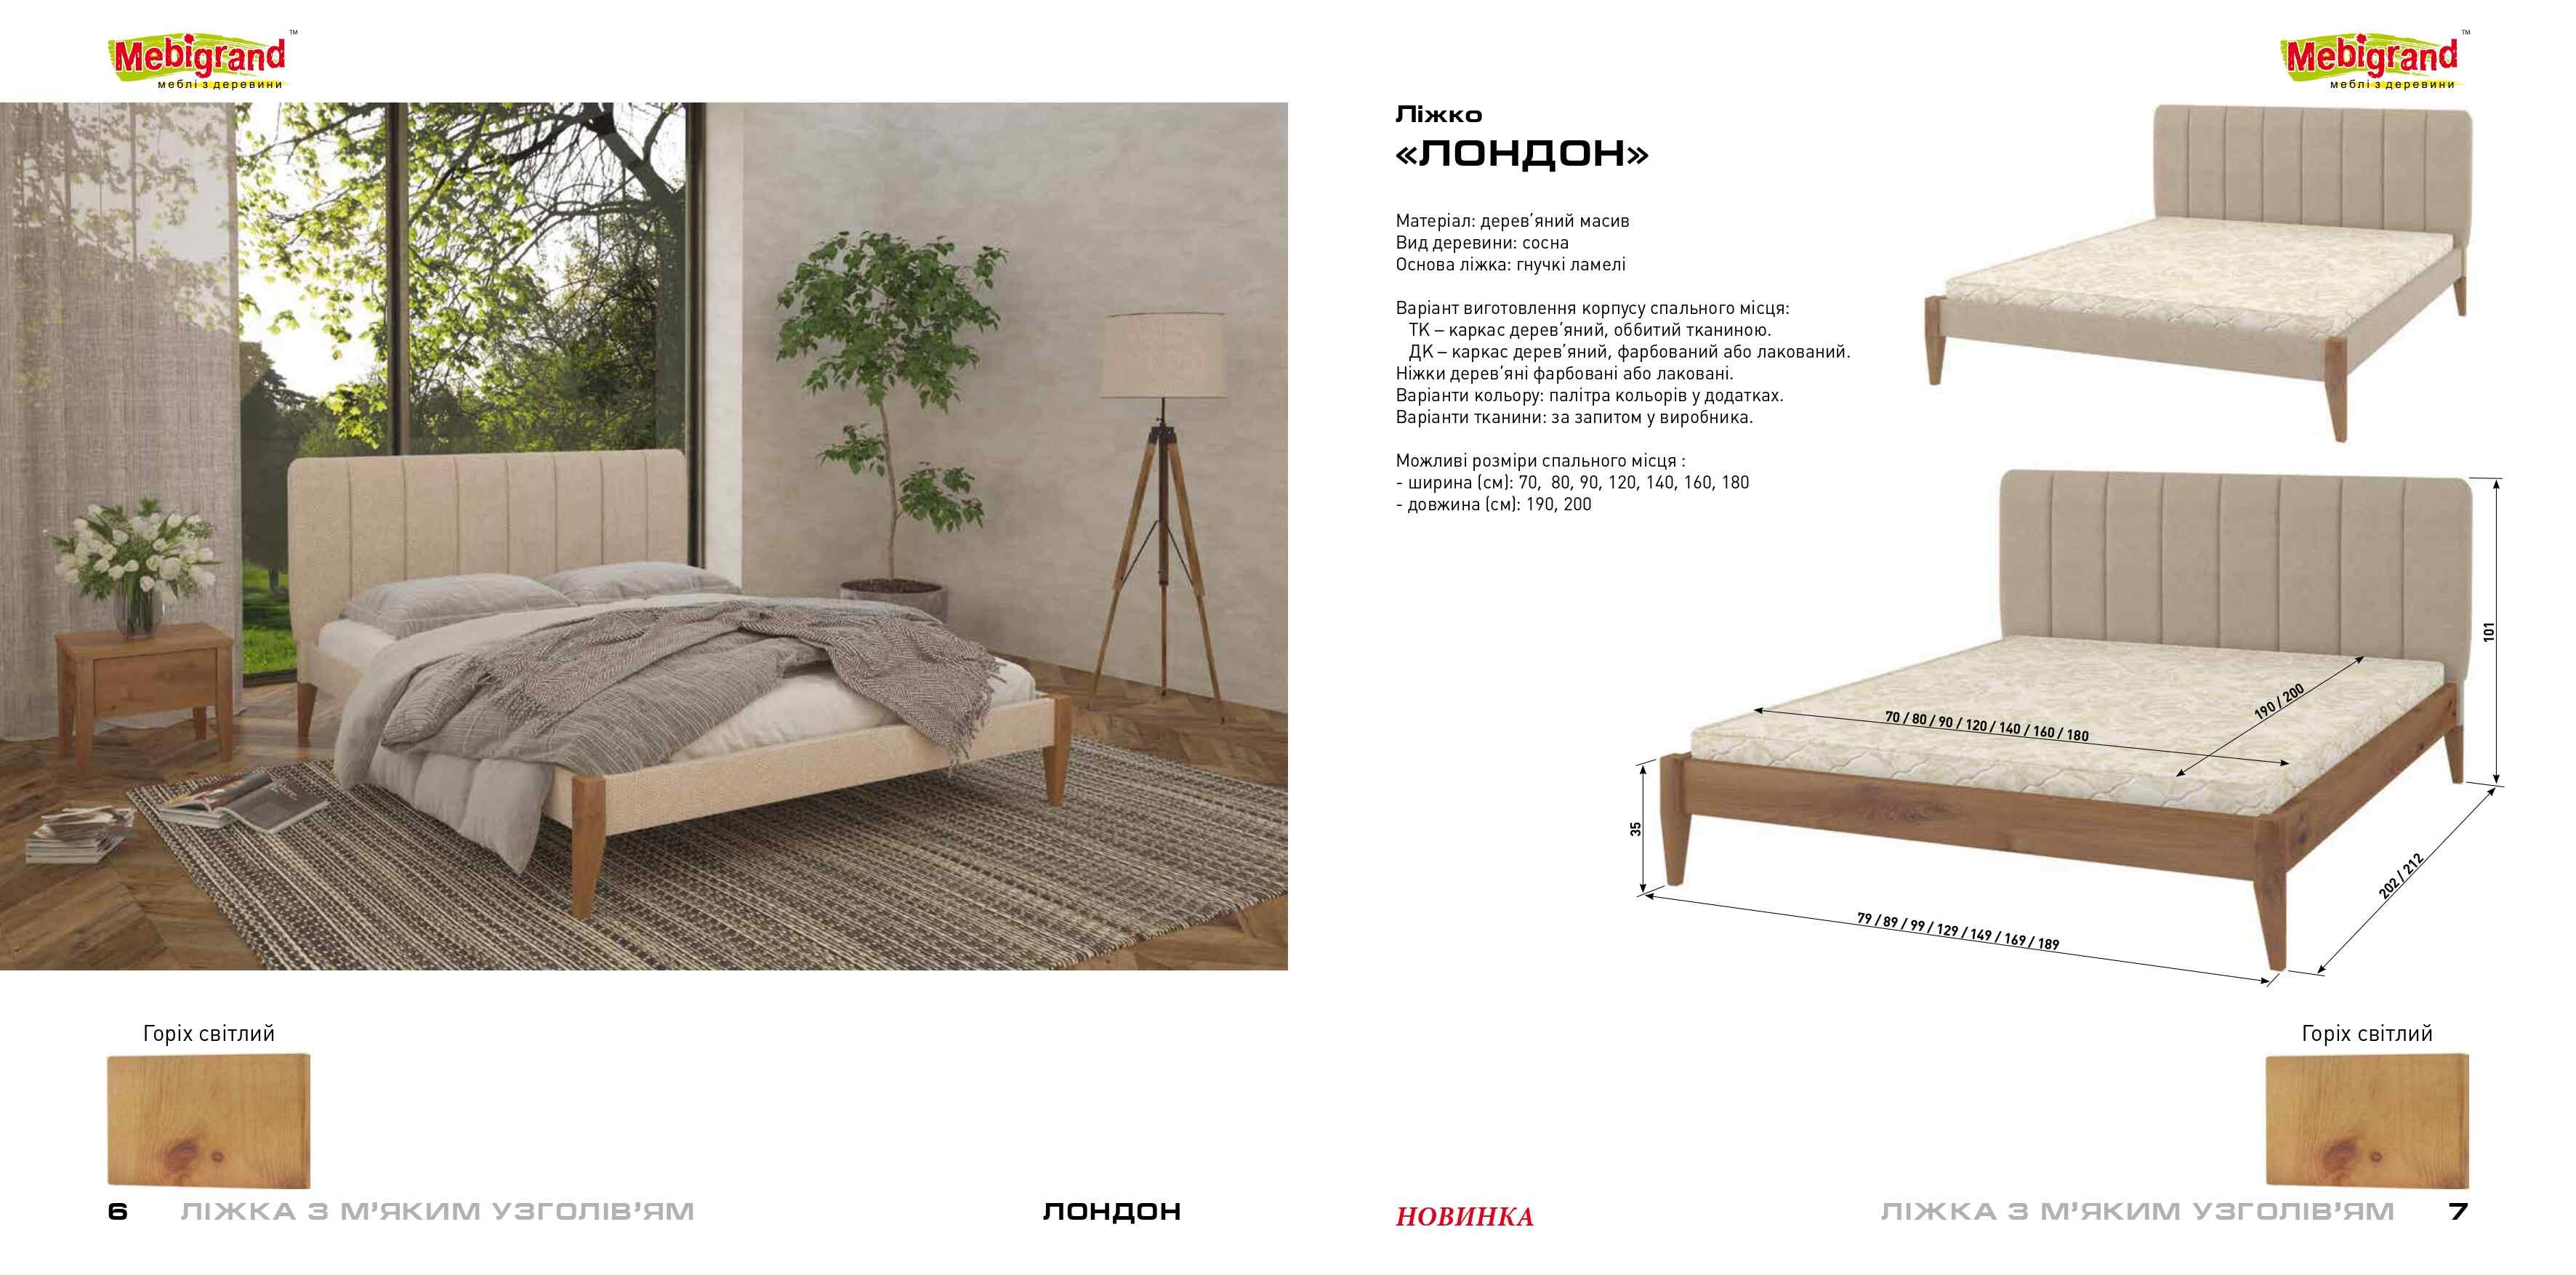 Mebigrand TM
меблі з деревини
Горіх світлий
6 ЛІЖКА З М'ЯКИМ УЗГОЛІВ'ЯМ ЛОНДОН
Mebigrand TM
меблі з деревини
Ліжко
«ЛОНДОН»
Матеріал: дерев’яний масив
Вид деревини: сосна
Основа ліжка: гнучкі ламелі
Варіант виготовлення корпусу спального місця:
ТК – каркас дерев’яний, оббитий тканиною.
ДК – каркас дерев’яний, фарбований або лакований.
Ніжки дерев’яні фарбовані або лаковані.
Варіанти кольору: палітра кольорів у додатках.
Варіанти тканини: за запитом у виробника.
Можливі розміри спального місця :
- ширина (см): 70, 80, 90, 120, 140, 160, 180
- довжина (см): 190, 200
101
190 / 200
70 / 80 / 90 / 120 / 140 / 160 / 180
35
202 / 212
79 / 89 / 99 / 129 / 149 / 169 / 189
Горіх світлий
НОВИНКА ЛІЖКА З М'ЯКИМ УЗГОЛІВ'ЯМ 7